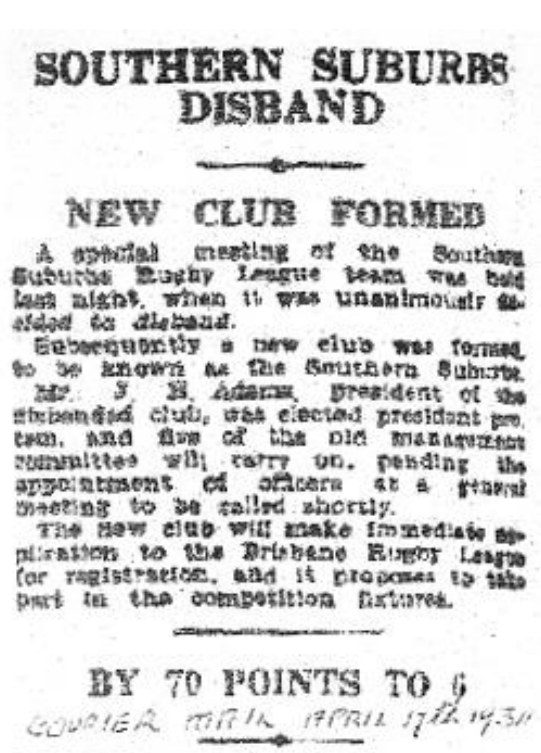 SOUTHERN SUBURBS
DISBAND
NEW CLUB FORMED
A special meeting of the Southern
Suburbs Rugby League team was held
last night, when it was unanimously de-
cided to disband.
Subsequently a new club was formed,
to be known as the Southern Suburbs.
Mr. J. H. Adams, president of the
disbanded club, was elected president pro
tem. and five of the old management
committee will carry on, pending the
appointment of officers at a general
meeting to be called shortly.
The new club will make immediate ap-
plication to the Brisbane Rugby League
for registration, and it proposes to take
part in the competition fixtures.
BY 70 POINTS TO 6
COURIER MAIL APRIL 17th